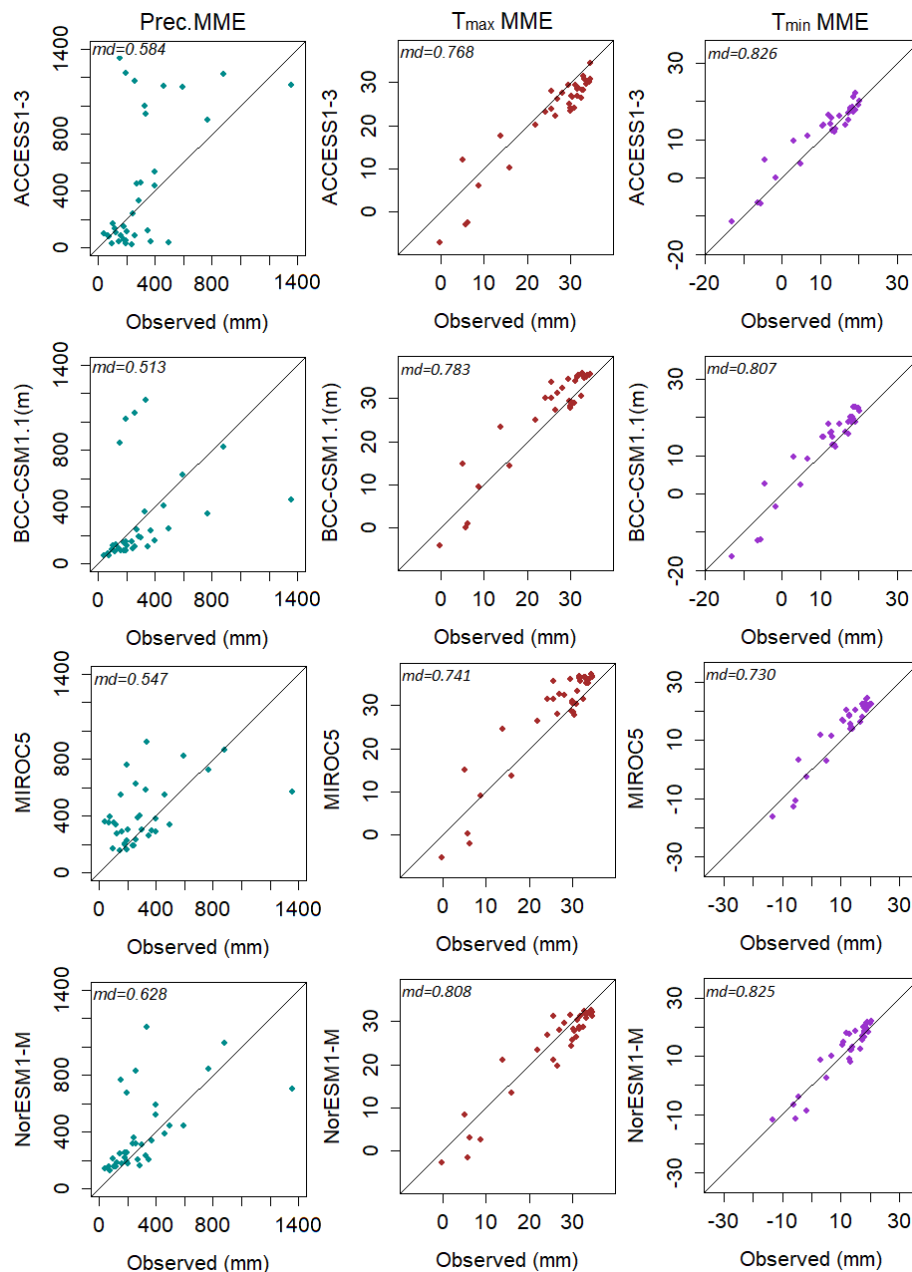 Prec.MME
Tmax MME
Tmin MME
ACCESS1-3
1400
800
400
0
md=0.584
0
400
800
1400
Observed (mm)
ACCESS1-3
30
20
10
0
md=0.768
0
10
20
30
Observed (mm)
ACCESS1-3
30
10
0
-20
md=0.826
-20
0
10
20
30
Observed (mm)
BCC-CSM1.1(m)
1400
800
400
0
md=0.513
0
400
800
1400
Observed (mm)
BCC-CSM1.1(m)
30
20
10
0
md=0.783
0
10
20
30
Observed (mm)
BCC-CSM1.1(m)
30
10
0
-20
md=0.807
-20
0
10
20
30
Observed (mm)
MIROC5
1400
800
400
0
md=0.547
0
400
800
1400
Observed (mm)
MIROC5
30
20
10
0
md=0.741
0
10
20
30
Observed (mm)
MIROC5
30
10
-10
-30
md=0.730
-30
-10
10
30
Observed (mm)
NorESM1-M
1400
800
400
0
md=0.628
0
400
800
1400
Observed (mm)
NorESM1-M
30
20
10
0
md=0.808
0
10
20
30
Observed (mm)
NorESM1-M
30
10
-10
-30
md=0.825
-30
-10
10
30
Observed (mm)